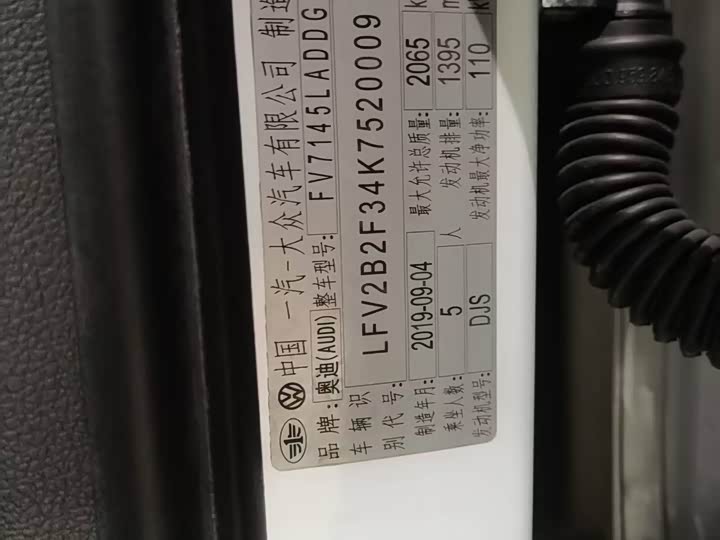 中国 一汽-大众汽车有限公司 制造
品牌:奥迪(AUDI) 整车型号: FV7145LADDG
车辆识别代号: LFV2B2F34K7520009
制造年月: 2019-09-04 最大允许总质量: 2065 k
乘坐人数: 5 人 发动机排量: 1395 m
发动机型号: DJS 发动机最大净功率: 110 k